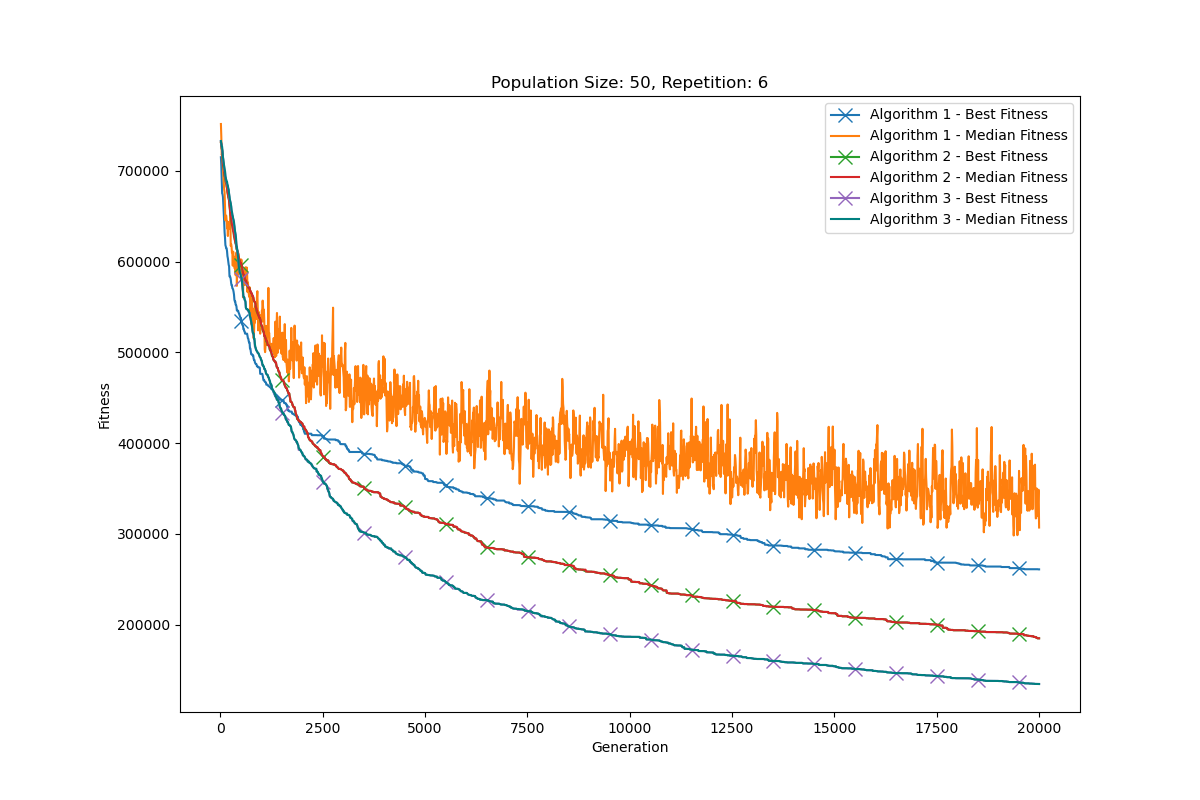 Population Size: 50, Repetition: 6
Algorithm 1 - Best Fitness
Algorithm 1 - Median Fitness
Algorithm 2 - Best Fitness
Algorithm 2 - Median Fitness
Algorithm 3 - Best Fitness
Algorithm 3 - Median Fitness
700000
600000
500000
400000
300000
200000
Fitness
0 2500 5000 7500 10000 12500 15000 17500 20000
Generation